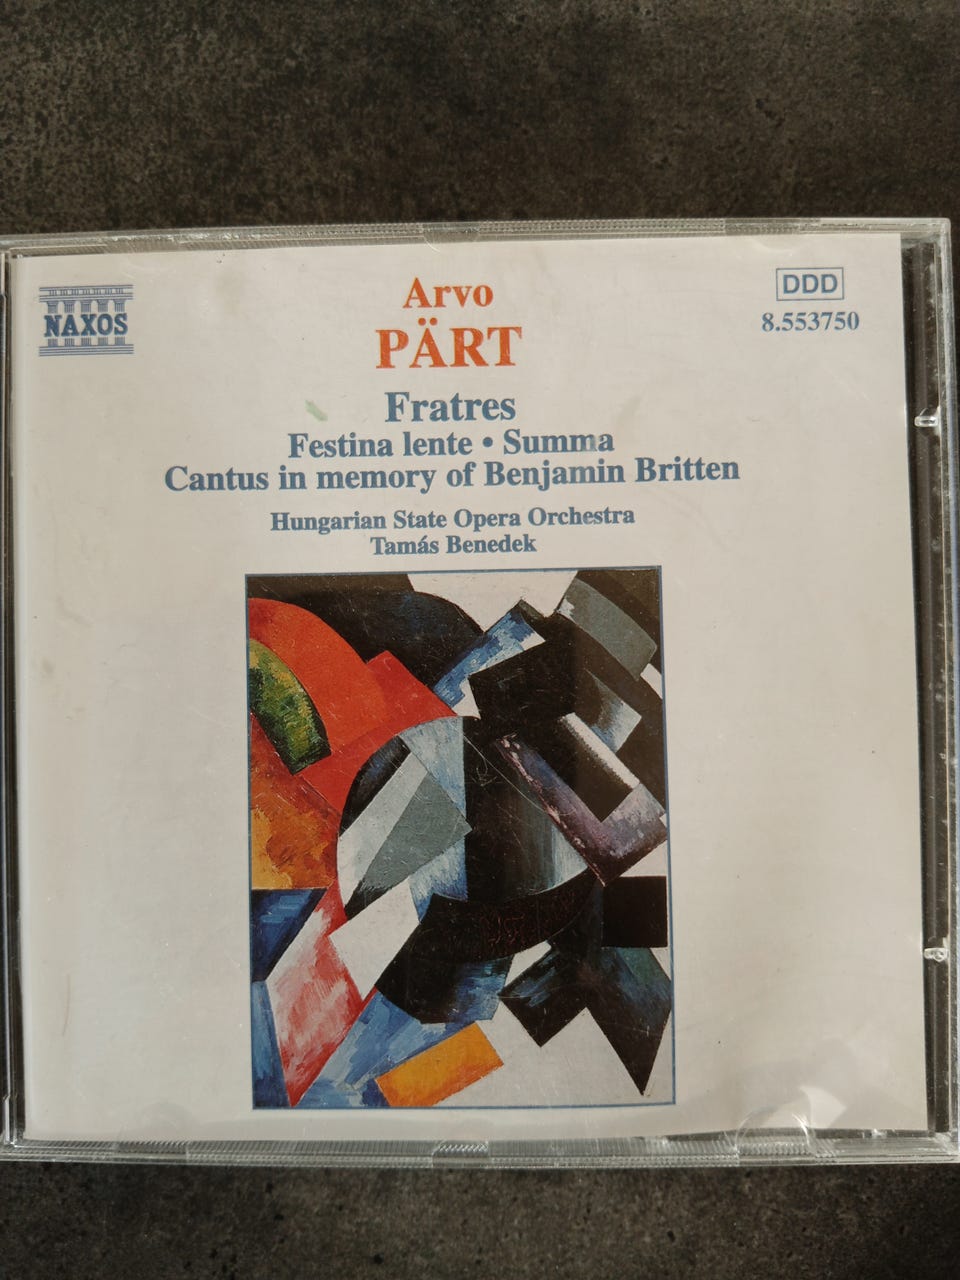 NAXOS
DDD
8.553750
Arvo
PÄRT
Fratres
Festina lente • Summa
Cantus in memory of Benjamin Britten
Hungarian State Opera Orchestra
Tamás Benedek